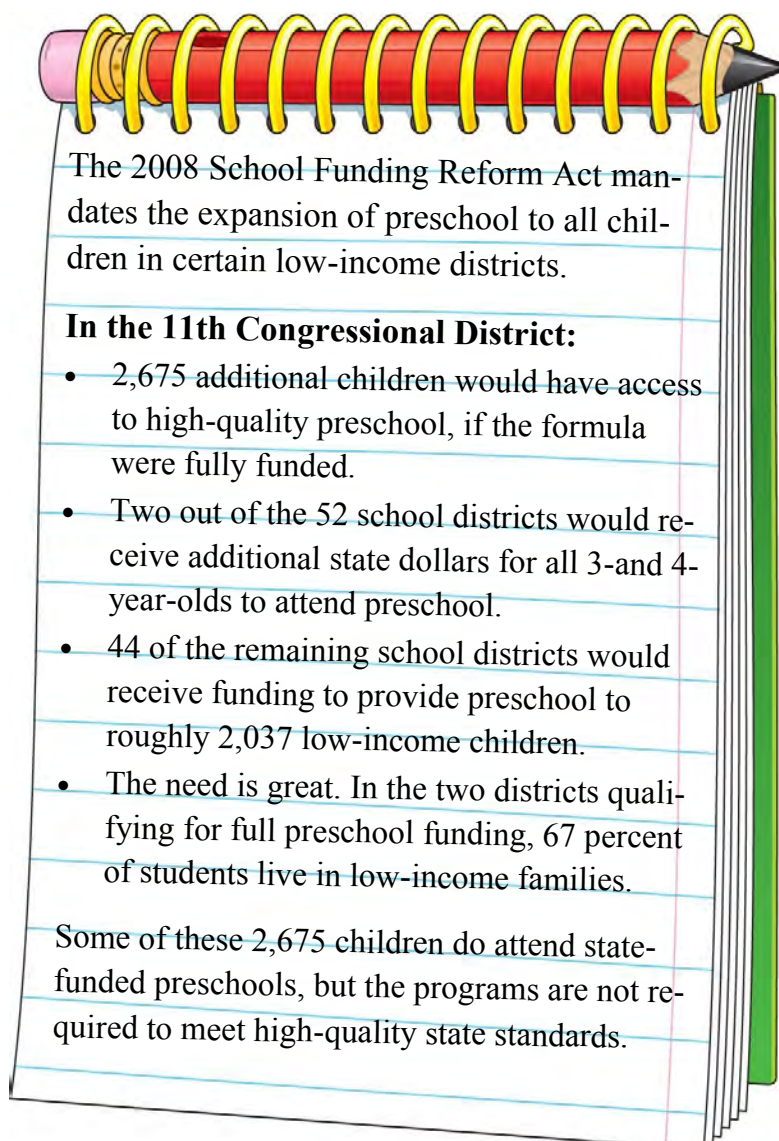 The 2008 School Funding Reform Act man-
dates the expansion of preschool to all chil-
dren in certain low-income districts.
In the 11th Congressional District:
• 2,675 additional children would have access
to high-quality preschool, if the formula
were fully funded.
• Two out of the 52 school districts would re-
ceive additional state dollars for all 3-and 4-
year-olds to attend preschool.
• 44 of the remaining school districts would
receive funding to provide preschool to
roughly 2,037 low-income children.
• The need is great. In the two districts quali-
fying for full preschool funding, 67 percent
of students live in low-income families.
Some of these 2,675 children do attend state-
funded preschools, but the programs are not re-
quired to meet high-quality state standards.